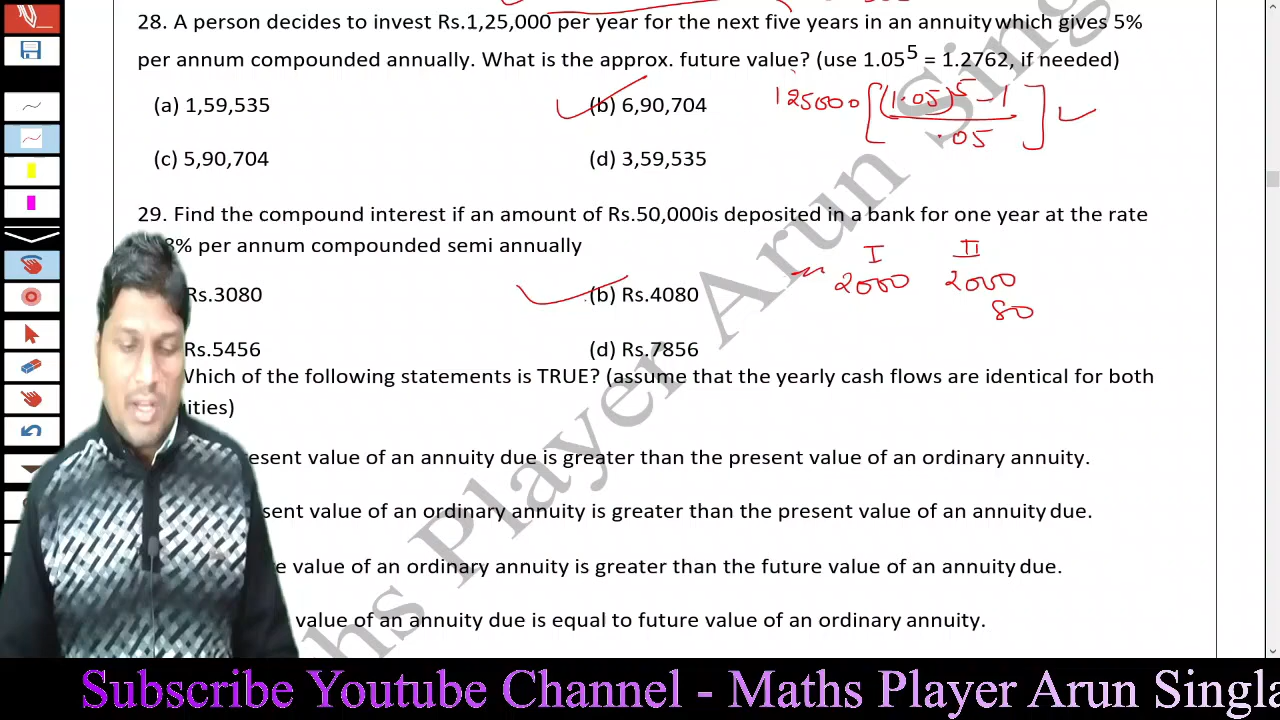 28. A person decides to invest Rs.1,25,000 per year for the next five years in an annuity which gives 5%
per annum compounded annually. What is the approx. future value? (use 1.05⁵ = 1.2762, if needed)
(a) 1,59,535 (b) 6,90,704 125000 [(1.05)⁵ - 1
.05]
(c) 5,90,704 (d) 3,59,535
29. Find the compound interest if an amount of Rs.50,000is deposited in a bank for one year at the rate
8% per annum compounded semi annually
I II
2000 2000
80
Rs.3080 (b) Rs.4080
Rs.5456 (d) Rs.7856
Which of the following statements is TRUE? (assume that the yearly cash flows are identical for both
ities)
esent value of an annuity due is greater than the present value of an ordinary annuity.
sent value of an ordinary annuity is greater than the present value of an annuity due.
e value of an ordinary annuity is greater than the future value of an annuity due.
value of an annuity due is equal to future value of an ordinary annuity.
hs Player Arun Sing
Subscribe Youtube Channel - Maths Player Arun Singla